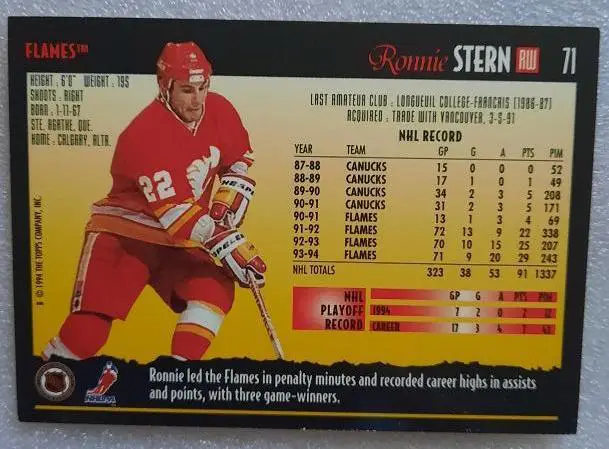 FLAMES™
Ronnie STERN RW 71
HEIGHT : 6'0" WEIGHT : 195
SHOOTS : RIGHT
BORN : 1-11-67
STE. AGATHE, QUE.
HOME : CALGARY, ALTA.
LAST AMATEUR CLUB : LONGUEUIL COLLEGE-FRANCAIS (1986-87)
ACQUIRED : TRADE WITH VANCOUVER, 3-5-91
NHL RECORD
YEAR TEAM GP G A PTS PIM
87-88 CANUCKS 15 0 0 0 52
88-89 CANUCKS 17 1 0 1 49
89-90 CANUCKS 34 2 3 5 208
90-91 CANUCKS 31 2 3 5 171
90-91 FLAMES 13 1 3 4 69
91-92 FLAMES 72 13 9 22 338
92-93 FLAMES 70 10 15 25 207
93-94 FLAMES 71 9 20 29 243
NHL TOTALS 323 38 53 91 1337
NHL PLAYOFF RECORD
GP G A PTS PIM
1994 7 2 0 2 12
CAREER 17 3 4 7 43
22
© 1994 THE TOPPS COMPANY, INC.
NHLPA
Ronnie led the Flames in penalty minutes and recorded career highs in assists
and points, with three game-winners.